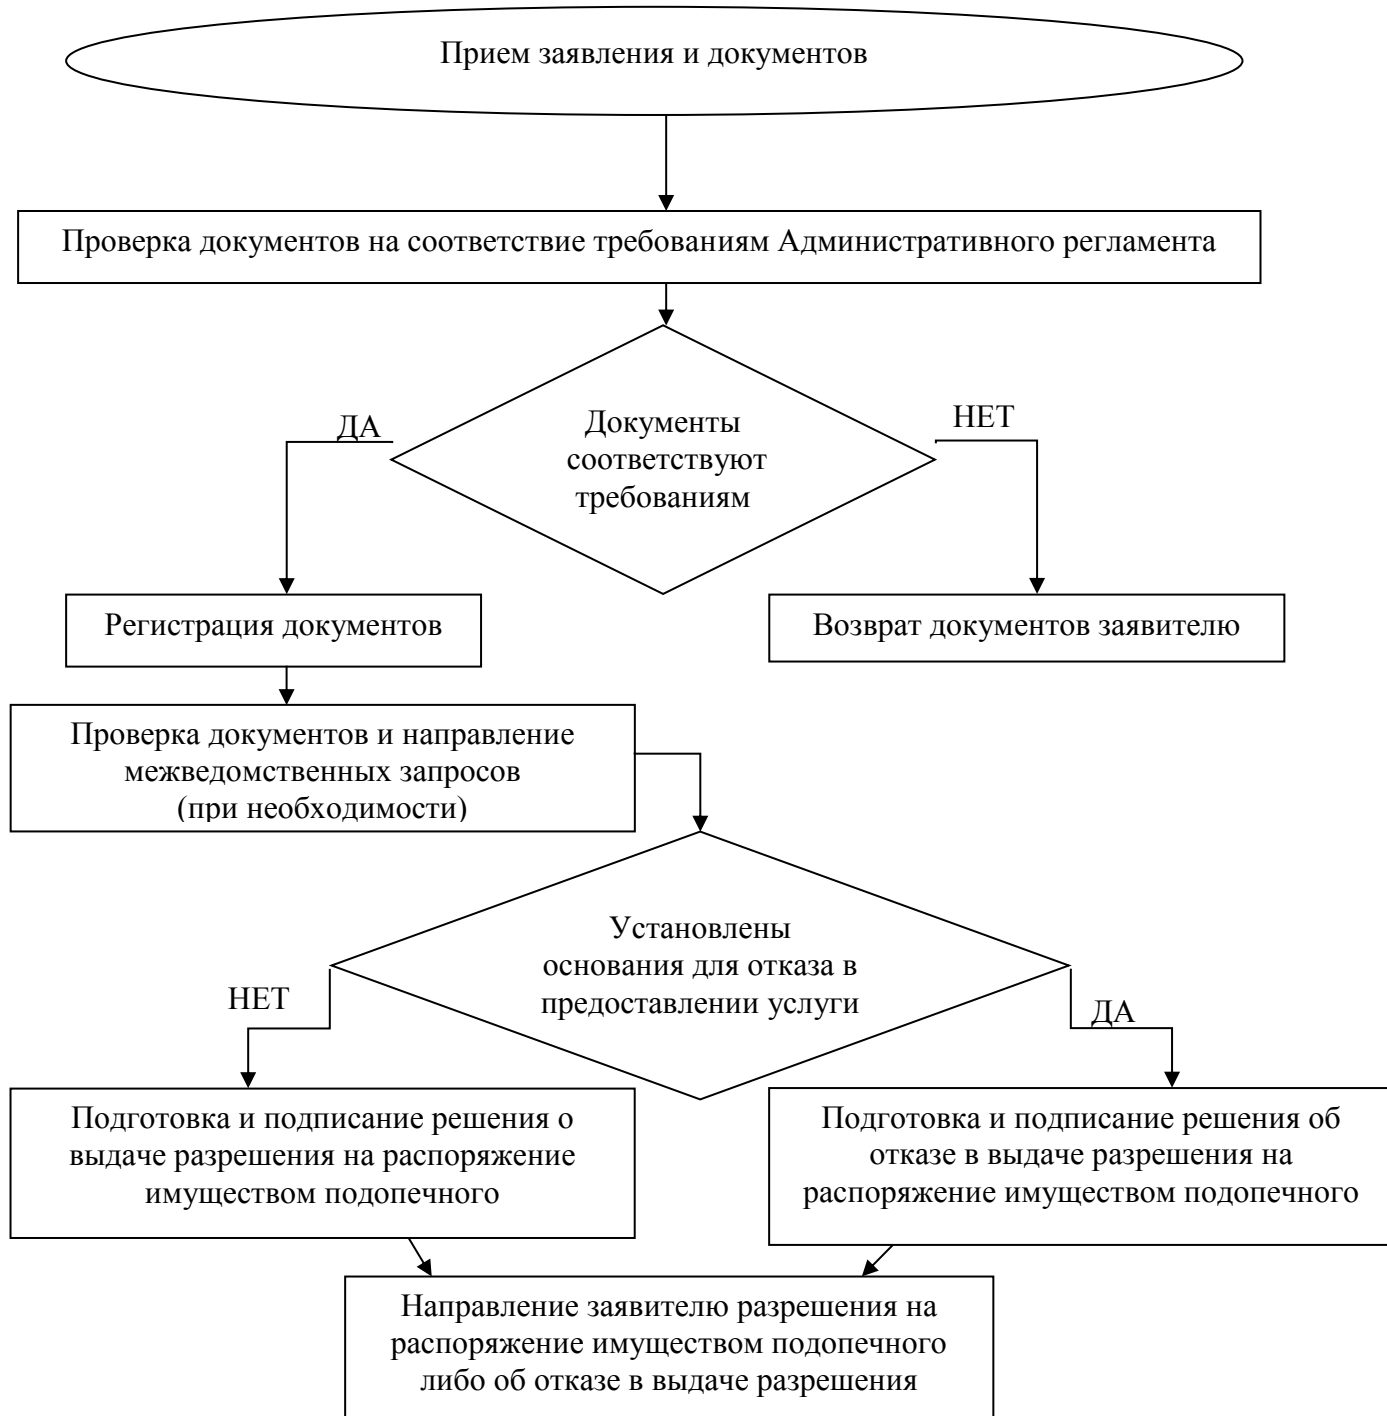 Прием заявления и документов
Проверка документов на соответствие требованиям Административного регламента
ДА
Документы
соответствуют
требованиям
НЕТ
Регистрация документов
Возврат документов заявителю
Проверка документов и направление
межведомственных запросов
(при необходимости)
Установлены
основания для отказа в
предоставлении услуги
НЕТ
ДА
Подготовка и подписание решения о
выдаче разрешения на распоряжение
имуществом подопечного
Подготовка и подписание решения об
отказе в выдаче разрешения на
распоряжение имуществом подопечного
Направление заявителю разрешения на
распоряжение имуществом подопечного
либо об отказе в выдаче разрешения